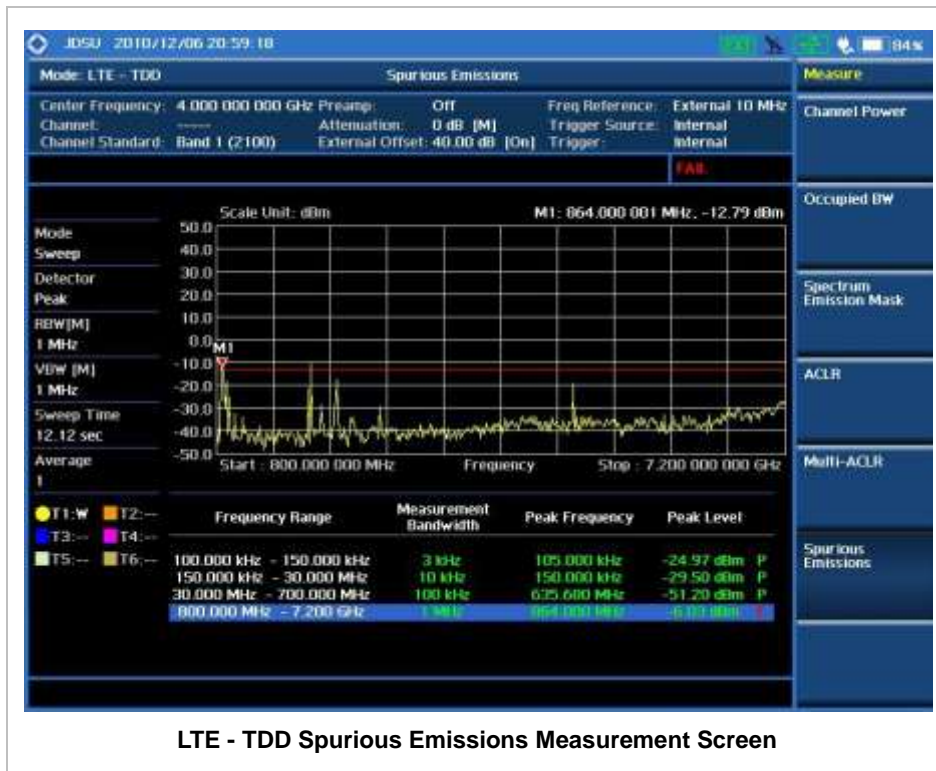 JDSU 2010/12/06 20:59:18 84%
Mode: LTE - TDD Spurious Emissions Measure
Center Frequency: 4.000 000 000 GHz Preamp: Off Freq Reference: External 10 MHz
Channel: ----- Attenuation: 0 dB [M] Trigger Source: Internal
Channel Standard: Band 1 (2100) External Offset: 40.00 dB [On] Trigger: Internal
FAIL
Channel Power
Occupied BW
Spectrum
Emission Mask
ACLR
Multi-ACLR
Spurious
Emissions
Scale Unit: dBm M1: 864.000 001 MHz, -12.79 dBm
Mode
Sweep
Detector
Peak
RBW[M]
1 MHz
VBW [M]
1 MHz
Sweep Time
12.12 sec
Average
1
50.0
40.0
30.0
20.0
10.0
0.0
M1
-10.0
-20.0
-30.0
-40.0
-50.0
Start : 800.000 000 MHz Frequency Stop : 7.200 000 000 GHz
T1:W T2:--
T3:-- T4:--
T5:-- T6:--
Frequency Range Measurement Bandwidth Peak Frequency Peak Level
100.000 kHz - 150.000 kHz 3 kHz 105.000 kHz -24.97 dBm P
150.000 kHz - 30.000 MHz 10 kHz 150.000 kHz -29.50 dBm P
30.000 MHz - 700.000 MHz 100 kHz 635.600 MHz -51.20 dBm P
800.000 MHz - 7.200 GHz 1 MHz 864.000 MHz
LTE - TDD Spurious Emissions Measurement Screen